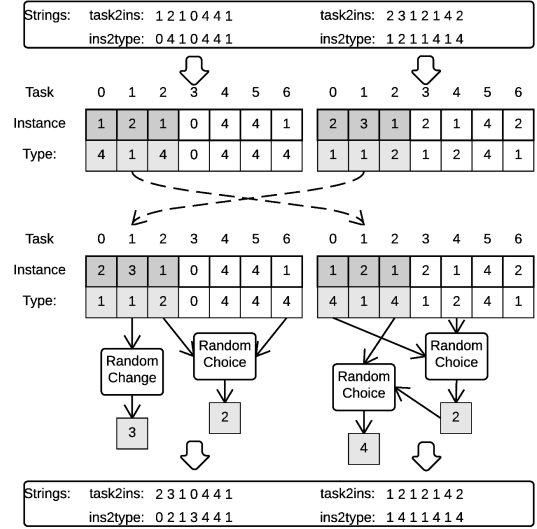 Strings: task2ins: 1 2 1 0 4 4 1 task2ins: 2 3 1 2 1 4 2
ins2type: 0 4 1 0 4 4 1 ins2type: 1 2 1 1 4 1 4
Task 0 1 2 3 4 5 6 0 1 2 3 4 5 6
Instance 1 2 1 0 4 4 1 2 3 1 2 1 4 2
Type: 4 1 4 0 4 4 4 1 1 2 1 2 4 1
Task 0 1 2 3 4 5 6 0 1 2 3 4 5 6
Instance 2 3 1 0 4 4 1 1 2 1 2 1 4 2
Type: 1 1 2 0 4 4 4 4 1 4 1 2 4 1
Random
Change
Random
Choice
Random
Choice
Random
Choice
3
2
4
2
Strings: task2ins: 2 3 1 0 4 4 1 task2ins: 1 2 1 2 1 4 2
ins2type: 0 2 1 3 4 4 1 ins2type: 1 4 1 1 4 1 4